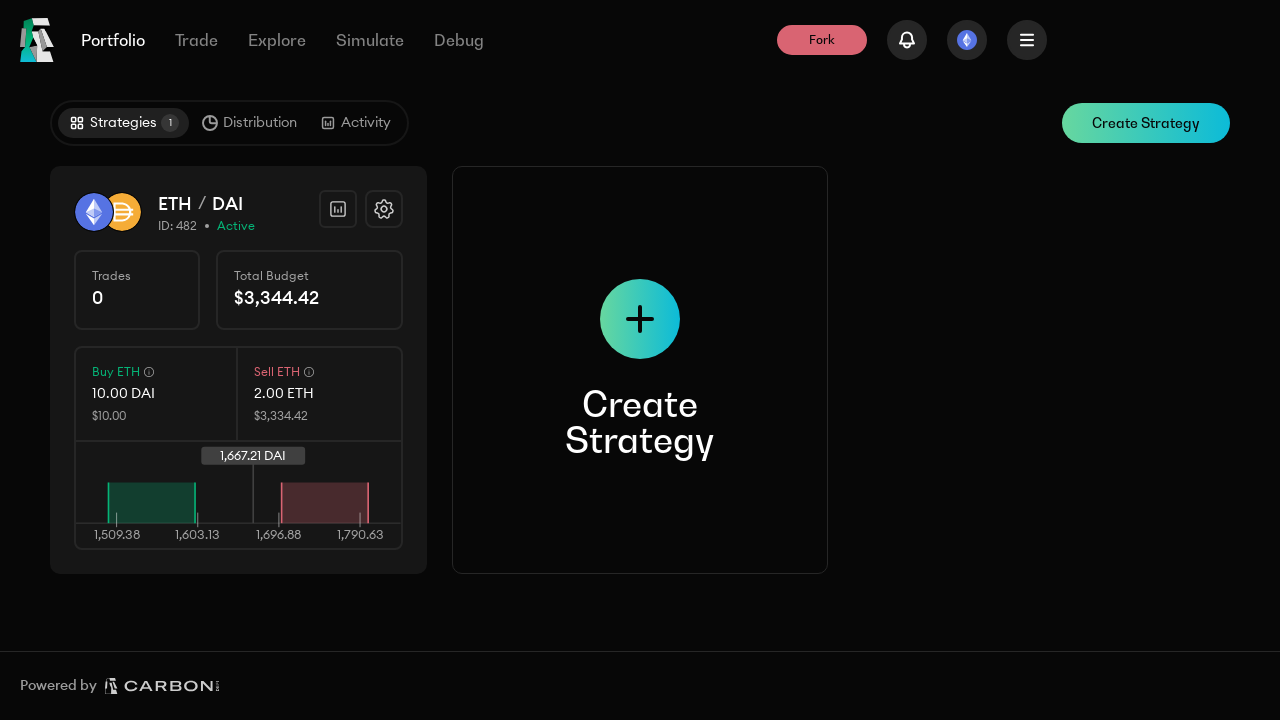 Portfolio Trade Explore Simulate Debug Fork
Strategies 1 Distribution Activity Create Strategy
ETH / DAI
ID: 482 • Active
Trades
0
Total Budget
$3,344.42
Buy ETH
10.00 DAI
$10.00
Sell ETH
2.00 ETH
$3,334.42
1,667.21 DAI
1,509.38 1,603.13 1,696.88 1,790.63
Create
Strategy
Powered by CARBON